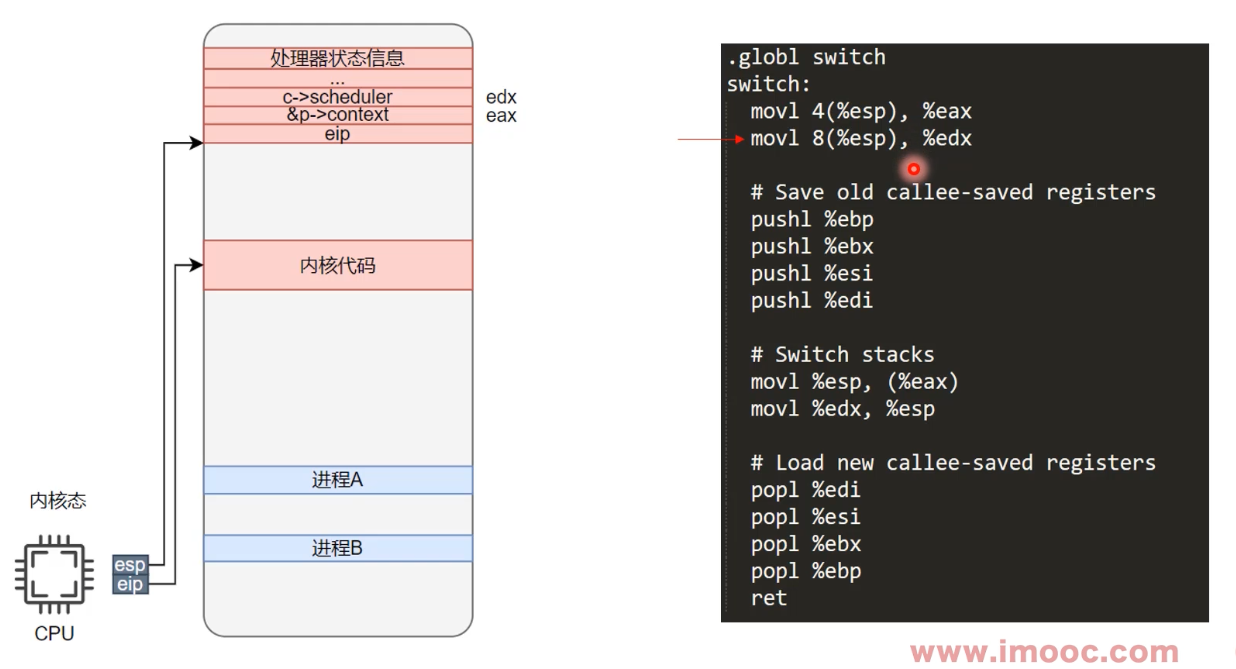 处理器状态信息
...
c->scheduler
edx
&p->context
eax
eip
内核代码
进程A
进程B
内核态
esp
eip
CPU
.globl switch
switch:
movl 4(%esp), %eax
movl 8(%esp), %edx
# Save old callee-saved registers
pushl %ebp
pushl %ebx
pushl %esi
pushl %edi
# Switch stacks
movl %esp, (%eax)
movl %edx, %esp
# Load new callee-saved registers
popl %edi
popl %esi
popl %ebx
popl %ebp
ret
www.imooc.com